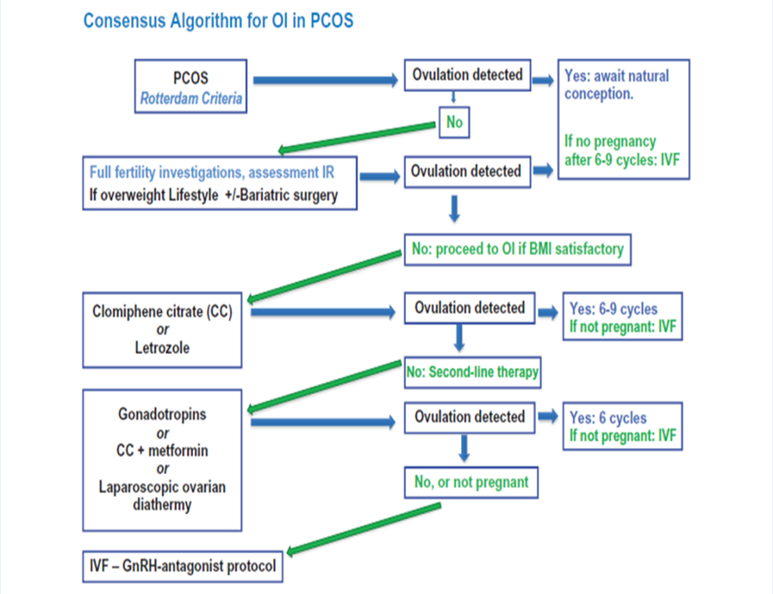 Consensus Algorithm for OI in PCOS
PCOS
Rotterdam Criteria
Ovulation detected
Yes: await natural
conception.
If no pregnancy
after 6-9 cycles: IVF
No
Full fertility investigations, assessment IR
If overweight Lifestyle +/-Bariatric surgery
Ovulation detected
No: proceed to OI if BMI satisfactory
Clomiphene citrate (CC)
or
Letrozole
Ovulation detected
Yes: 6-9 cycles
If not pregnant: IVF
No: Second-line therapy
Gonadotropins
or
CC + metformin
or
Laparoscopic ovarian
diathermy
Ovulation detected
Yes: 6 cycles
If not pregnant: IVF
No, or not pregnant
IVF – GnRH-antagonist protocol